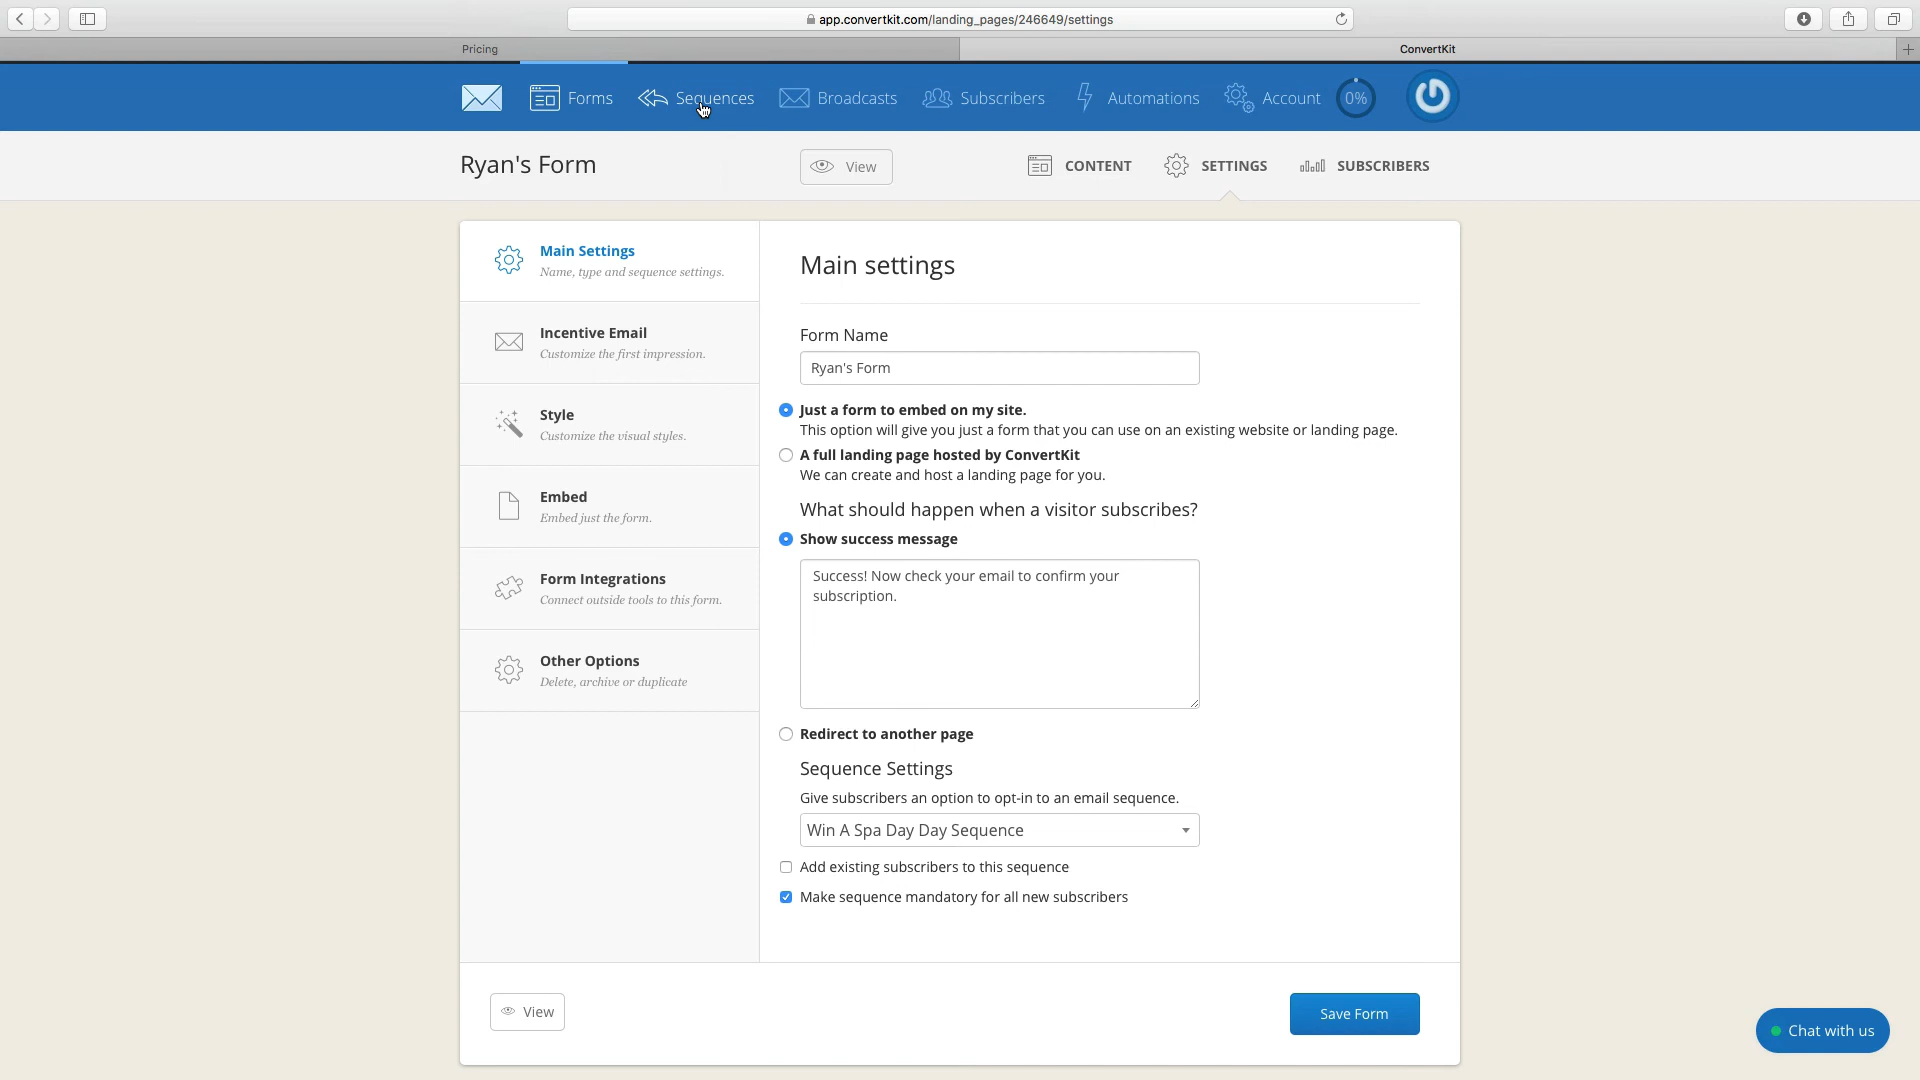 app.convertkit.com/landing_pages/246649/settings
Pricing
ConvertKit
Forms
Sequences
Broadcasts
Subscribers
Automations
Account
0%
Ryan's Form
View
CONTENT
SETTINGS
SUBSCRIBERS
Main Settings
Name, type and sequence settings.
Incentive Email
Customize the first impression.
Style
Customize the visual styles.
Embed
Embed just the form.
Form Integrations
Connect outside tools to this form.
Other Options
Delete, archive or duplicate
Main settings
Form Name
Ryan's Form
Just a form to embed on my site.
This option will give you just a form that you can use on an existing website or landing page.
A full landing page hosted by ConvertKit
We can create and host a landing page for you.
What should happen when a visitor subscribes?
Show success message
Success! Now check your email to confirm your
subscription.
Redirect to another page
Sequence Settings
Give subscribers an option to opt-in to an email sequence.
Win A Spa Day Day Sequence
Add existing subscribers to this sequence
Make sequence mandatory for all new subscribers
View
Save Form
Chat with us